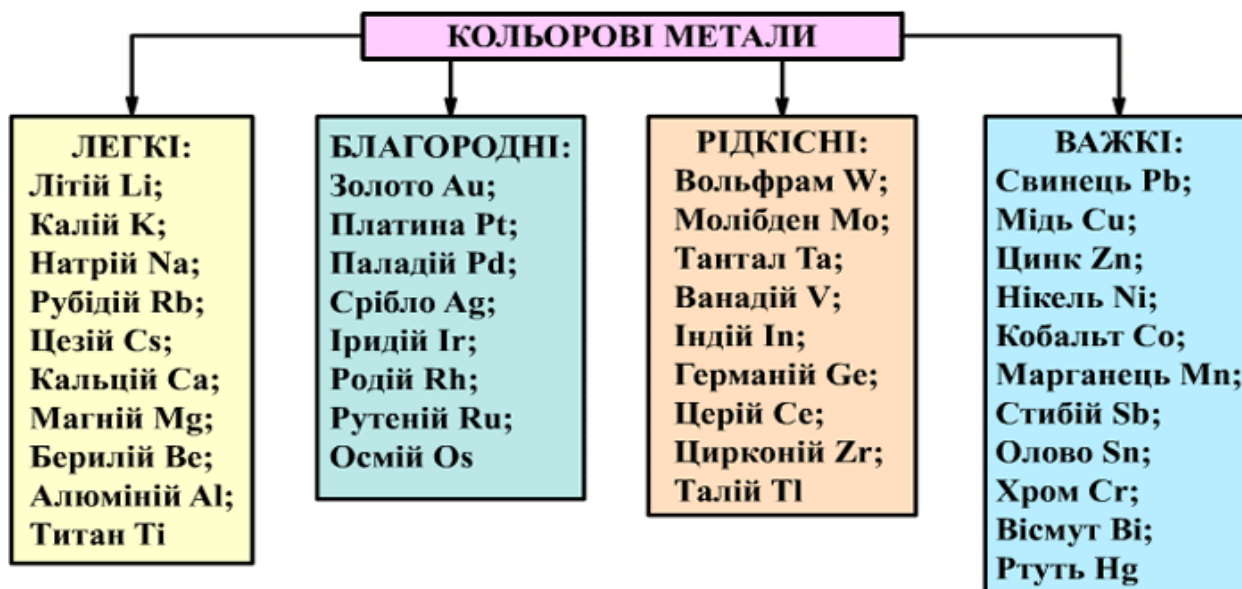 КОЛЬОРОВІ МЕТАЛИ
ЛЕГКІ:
Літій Li;
Калій K;
Натрій Na;
Рубідій Rb;
Цезій Cs;
Кальцій Ca;
Магній Mg;
Берилій Be;
Алюміній Al;
Титан Ti
БЛАГОРОДНІ:
Золото Au;
Платина Pt;
Паладій Pd;
Срібло Ag;
Іридій Ir;
Родій Rh;
Рутеній Ru;
Осмій Os
РІДКІСНІ:
Вольфрам W;
Молібден Mo;
Тантал Ta;
Ванадій V;
Індій In;
Германій Ge;
Церій Ce;
Цирконій Zr;
Талій Tl
ВАЖКІ:
Свинець Pb;
Мідь Cu;
Цинк Zn;
Нікель Ni;
Кобальт Co;
Марганець Mn;
Стибій Sb;
Олово Sn;
Хром Cr;
Вісмут Bi;
Ртуть Hg